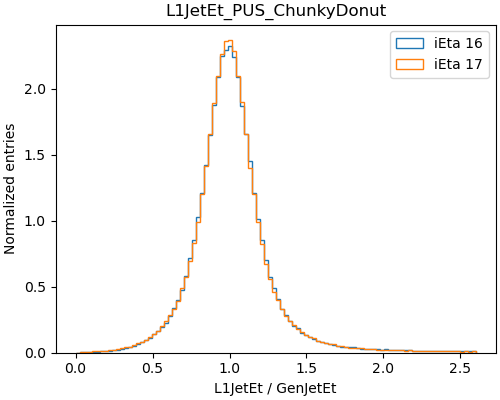 L1JetEt_PUS_ChunkyDonut
iEta 16
iEta 17
Normalized entries
2.0
1.5
1.0
0.5
0.0
0.0 0.5 1.0 1.5 2.0 2.5
L1JetEt / GenJetEt